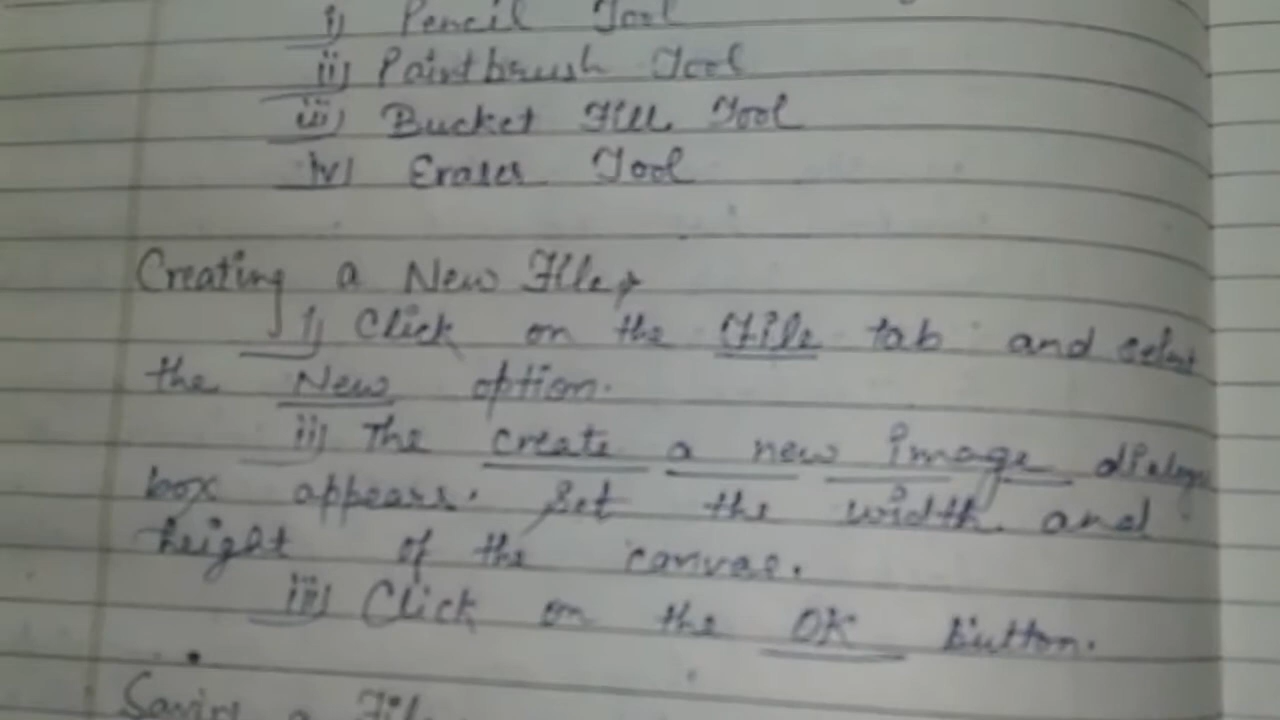 i) Pencil Tool
ii) Paintbrush Tool
iii) Bucket Fill Tool
iv) Eraser Tool
Creating a New File→
i) Click on the File tab and select
the New option.
ii) The create a new image dialog
box appears. Set the width and
height of the canvas.
iii) Click on the OK button.
Saving a File